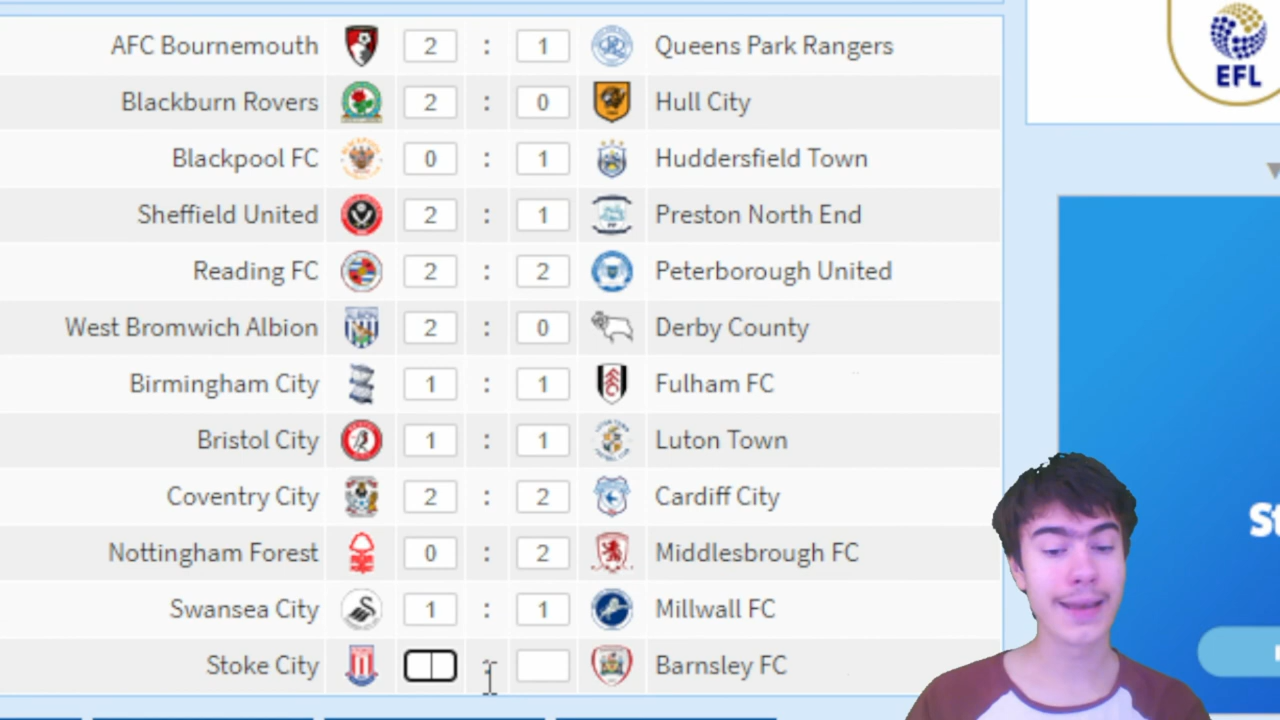 AFC Bournemouth 2 : 1 Queens Park Rangers
EFL
Blackburn Rovers 2 : 0 Hull City
Blackpool FC 0 : 1 Huddersfield Town
Sheffield United 2 : 1 Preston North End
Reading FC 2 : 2 Peterborough United
West Bromwich Albion 2 : 0 Derby County
Birmingham City 1 : 1 Fulham FC
Bristol City 1 : 1 Luton Town
Coventry City 2 : 2 Cardiff City
Nottingham Forest 0 : 2 Middlesbrough FC
Swansea City 1 : 1 Millwall FC
Stoke City Barnsley FC